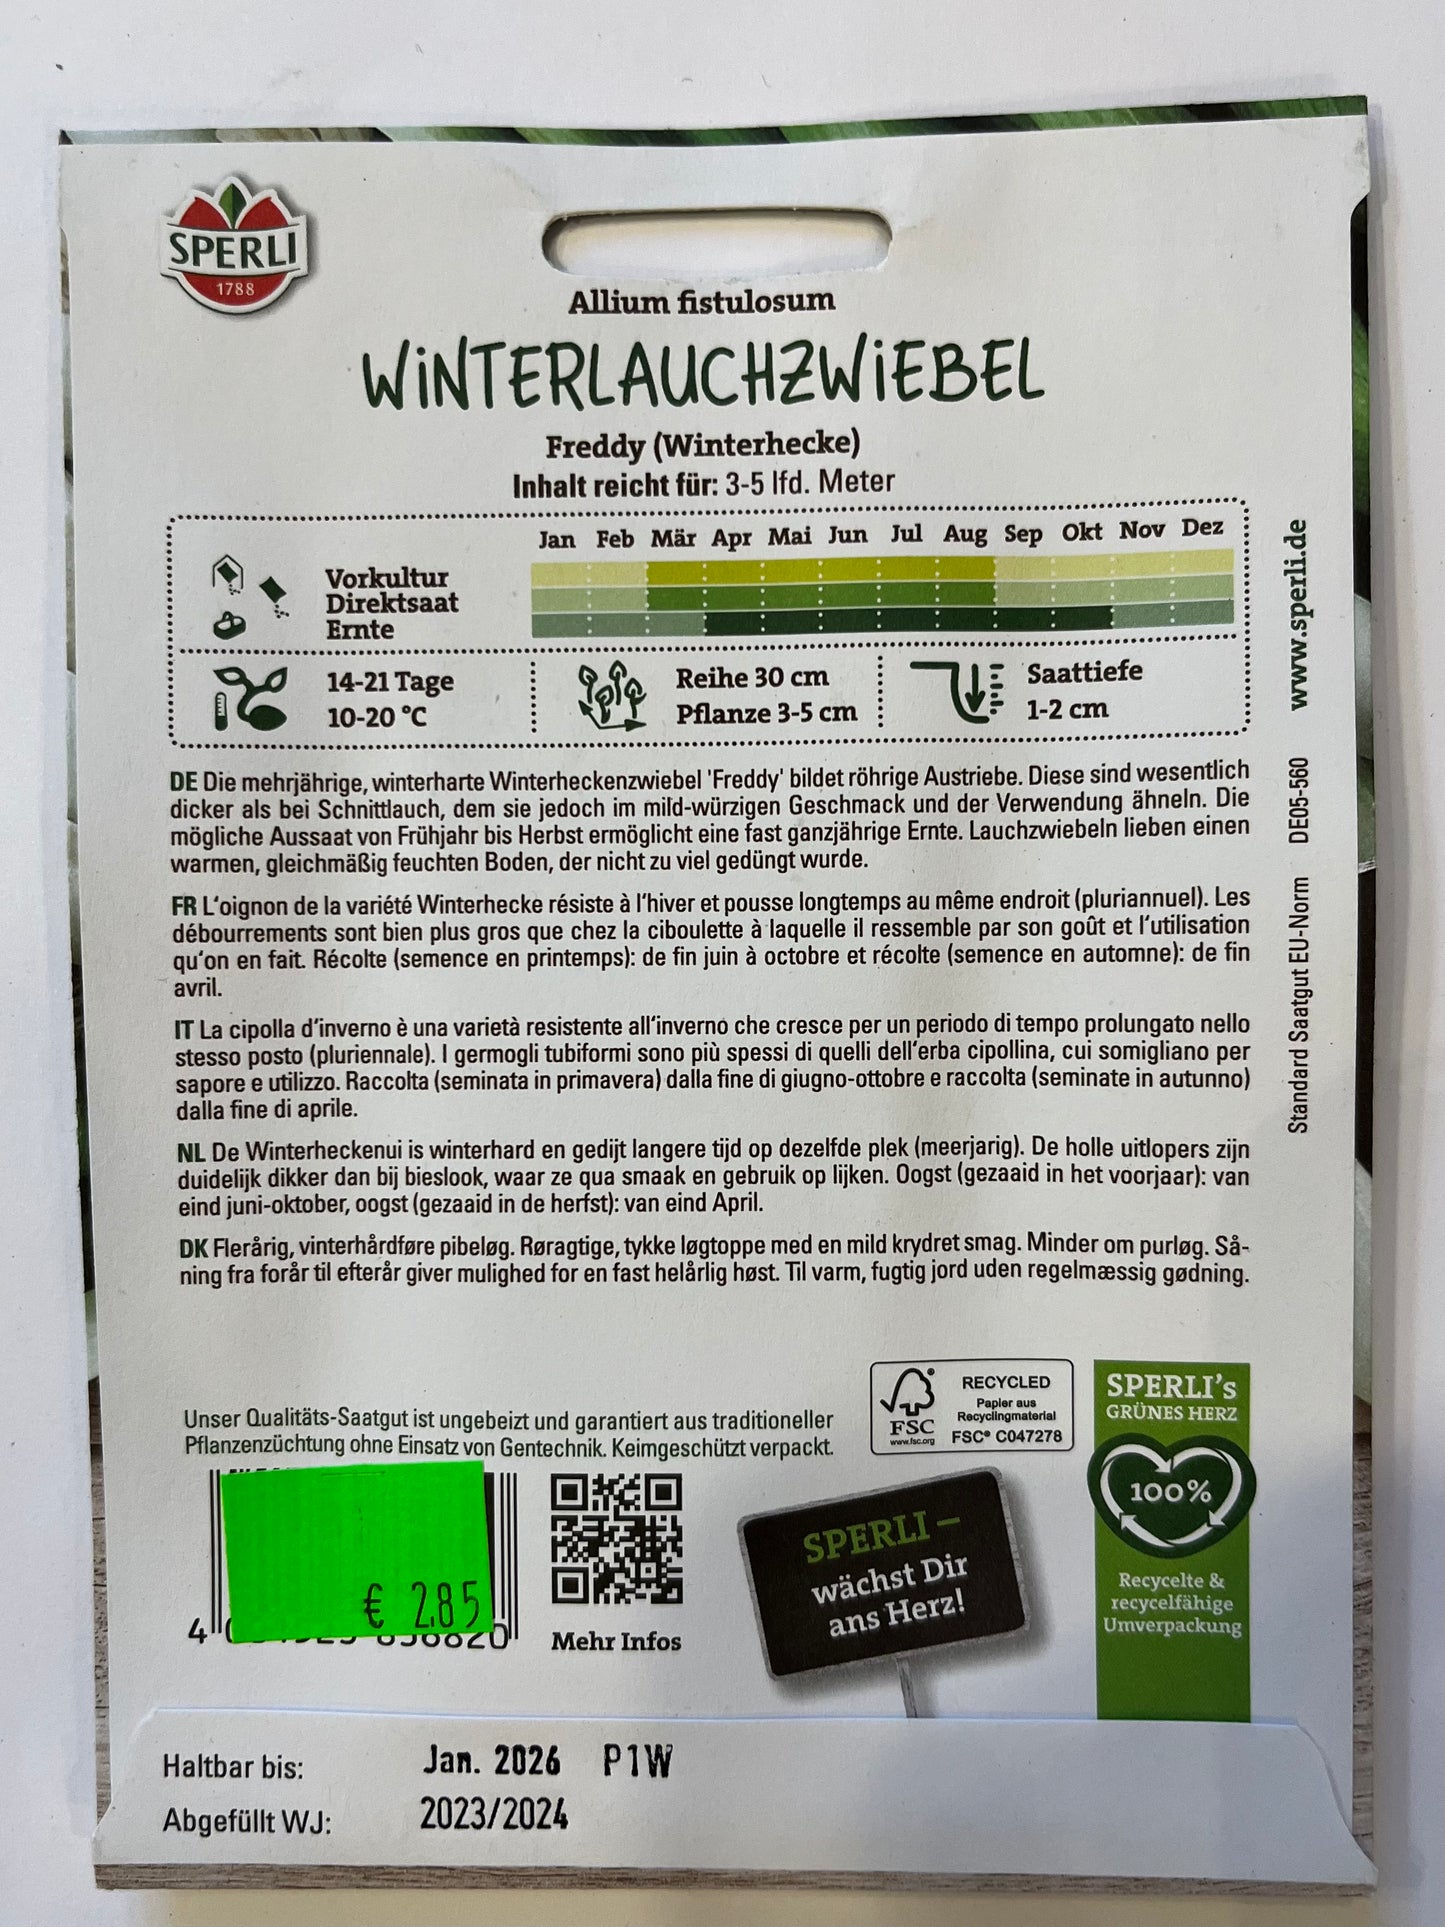 SPERLI
1788
Allium fistulosum
WiNTERLAUCHZWiEBEL
Freddy (Winterhecke)
Inhalt reicht für: 3-5 lfd. Meter
Jan Feb Mär Apr Mai Jun Jul Aug Sep Okt Nov Dez
Vorkultur
Direktsaat
Ernte
14-21 Tage
10-20 °C
Reihe 30 cm
Pflanze 3-5 cm
Saattiefe
1-2 cm
DE Die mehrjährige, winterharte Winterheckenzwiebel 'Freddy' bildet röhrige Austriebe. Diese sind wesentlich
dicker als bei Schnittlauch, dem sie jedoch im mild-würzigen Geschmack und der Verwendung ähneln. Die
mögliche Aussaat von Frühjahr bis Herbst ermöglicht eine fast ganzjährige Ernte. Lauchzwiebeln lieben einen
warmen, gleichmäßig feuchten Boden, der nicht zu viel gedüngt wurde.
FR L'oignon de la variété Winterhecke résiste à l'hiver et pousse longtemps au même endroit (pluriannuel). Les
débourrements sont bien plus gros que chez la ciboulette à laquelle il ressemble par son goût et l'utilisation
qu'on en fait. Récolte (semence en printemps): de fin juin à octobre et récolte (semence en automne): de fin
avril.
IT La cipolla d'inverno è una varietà resistente all'inverno che cresce per un periodo di tempo prolungato nello
stesso posto (pluriennale). I germogli tubiformi sono più spessi di quelli dell'erba cipollina, cui somigliano per
sapore e utilizzo. Raccolta (seminata in primavera) dalla fine di giugno-ottobre e raccolta (seminate in autunno)
dalla fine di aprile.
NL De Winterheckenui is winterhard en gedijt langere tijd op dezelfde plek (meerjarig). De holle uitlopers zijn
duidelijk dikker dan bij bieslook, waar ze qua smaak en gebruik op lijken. Oogst (gezaaid in het voorjaar): van
eind juni-oktober, oogst (gezaaid in de herfst): van eind April.
DK Flerårig, vinterhårdføre pibeløg. Røragtige, tykke løgtoppe med en mild krydret smag. Minder om purløg. Så-
ning fra forår til efterår giver mulighed for en fast helårlig høst. Til varm, fugtig jord uden regelmæssig gødning.
www.sperli.de
DE05-560
Standard Saatgut EU-Norm
Unser Qualitäts-Saatgut ist ungebeizt und garantiert aus traditioneller
Pflanzenzüchtung ohne Einsatz von Gentechnik. Keimgeschützt verpackt.
FSC
www.fsc.org
RECYCLED
Papier aus
Recyclingmaterial
FSC® C047278
SPERLI's
GRÜNES HERZ
100%
Recycelte &
recycelfähige
Umverpackung
€ 2.85
4
Mehr Infos
SPERLI –
wächst Dir
ans Herz!
Haltbar bis: Jan. 2026 P1W
Abgefüllt WJ: 2023/2024